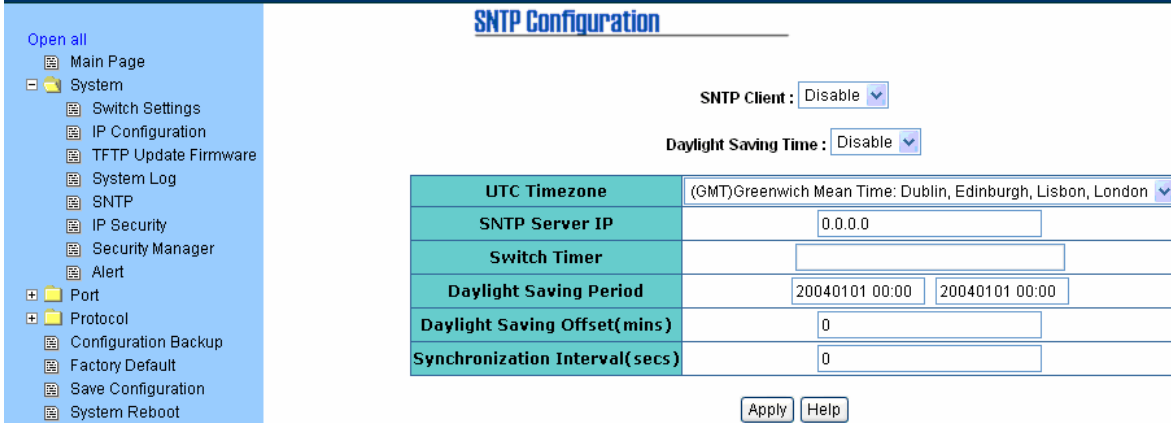 SNTP Configuration
Open all
Main Page
System
Switch Settings
IP Configuration
TFTP Update Firmware
System Log
SNTP
IP Security
Security Manager
Alert
Port
Protocol
Configuration Backup
Factory Default
Save Configuration
System Reboot
SNTP Client : Disable
Daylight Saving Time : Disable
UTC Timezone (GMT)Greenwich Mean Time: Dublin, Edinburgh, Lisbon, London
SNTP Server IP 0.0.0.0
Switch Timer
Daylight Saving Period 20040101 00:00 20040101 00:00
Daylight Saving Offset(mins) 0
Synchronization Interval(secs) 0
Apply Help